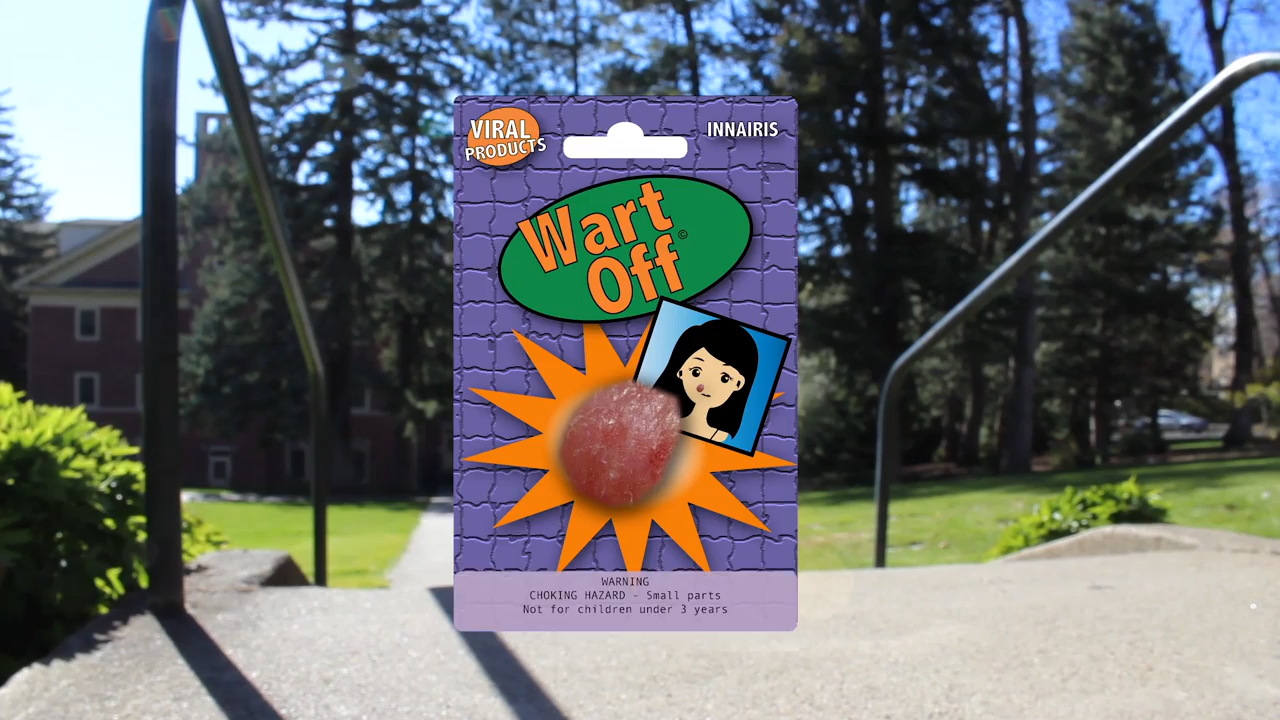 VIRAL
PRODUCTS
INNAIRIS
Wart
Off©
WARNING
CHOKING HAZARD - Small parts
Not for children under 3 years